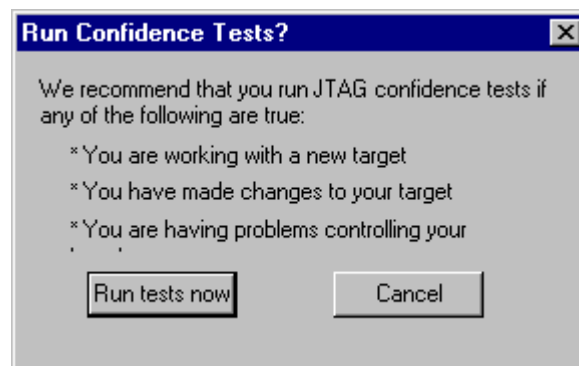 Run Confidence Tests?
We recommend that you run JTAG confidence tests if
any of the following are true:
* You are working with a new target
* You have made changes to your target
* You are having problems controlling your
Run tests now
Cancel